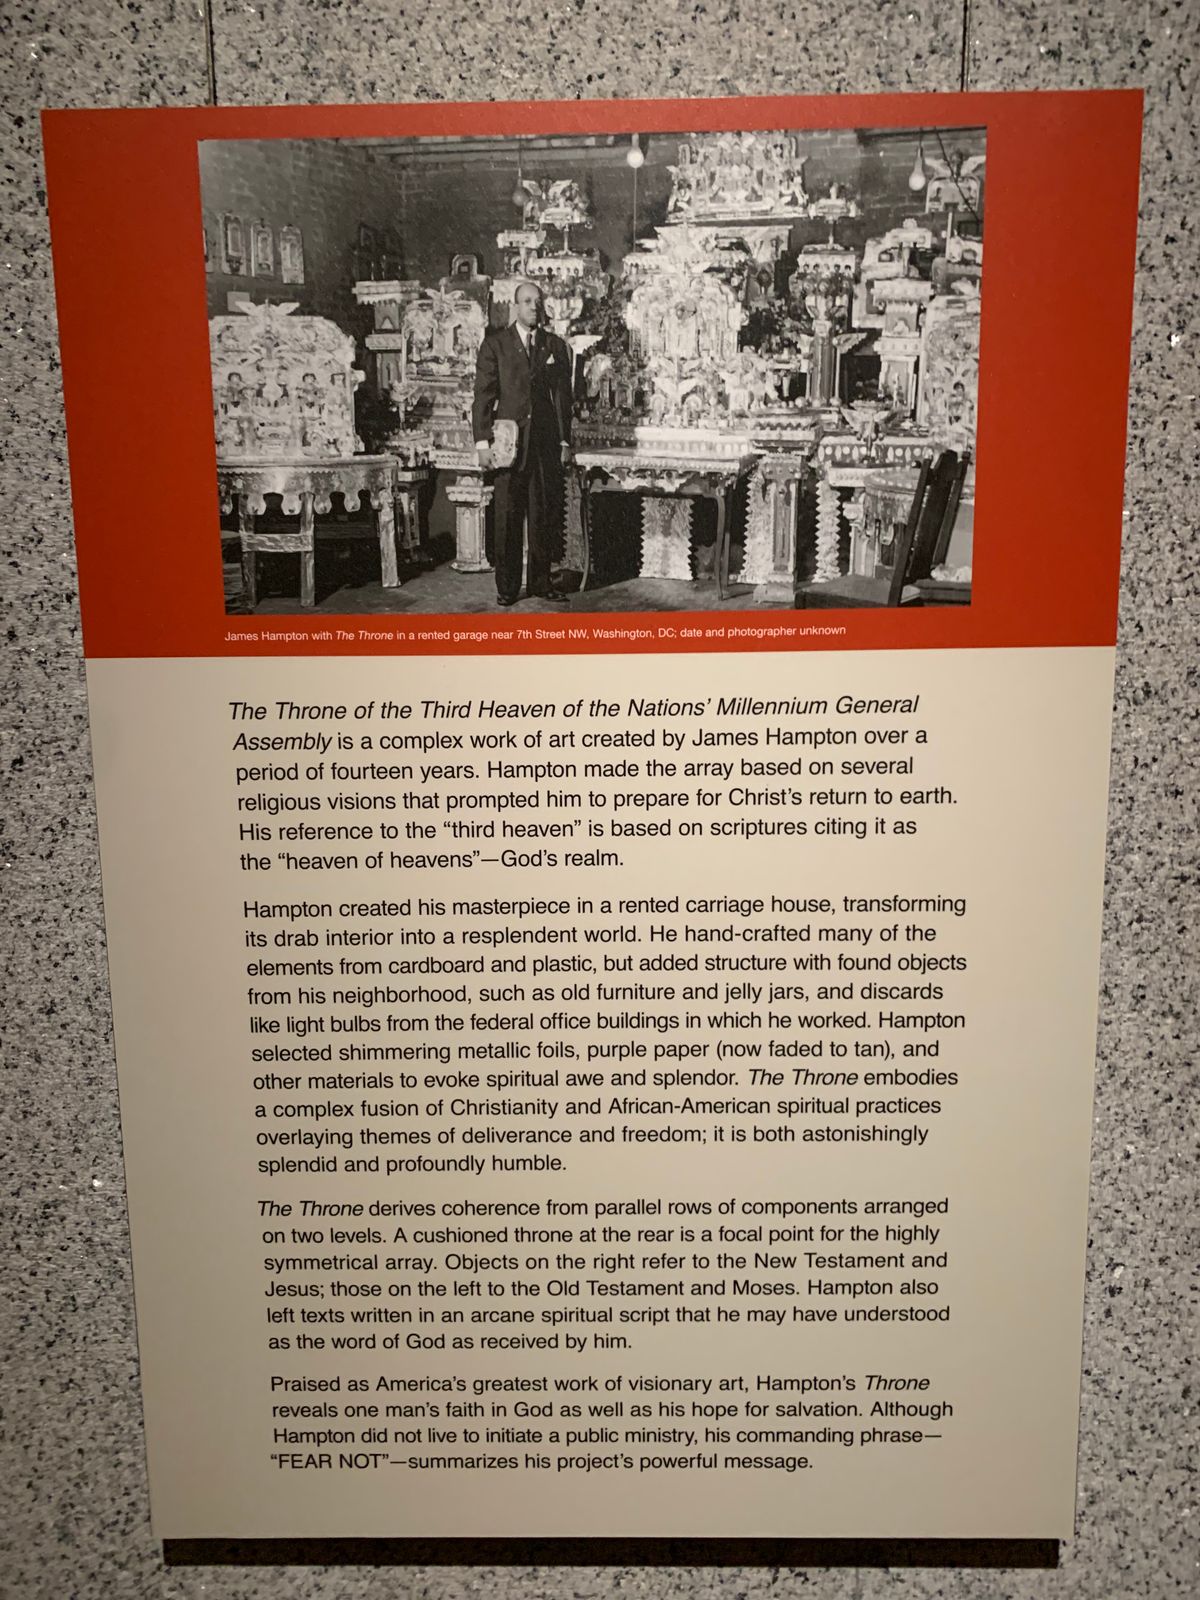 James Hampton with The Throne in a rented garage near 7th Street NW, Washington, DC; date and photographer unknown
The Throne of the Third Heaven of the Nations’ Millennium General
Assembly is a complex work of art created by James Hampton over a
period of fourteen years. Hampton made the array based on several
religious visions that prompted him to prepare for Christ’s return to earth.
His reference to the “third heaven” is based on scriptures citing it as
the “heaven of heavens”—God’s realm.
Hampton created his masterpiece in a rented carriage house, transforming
its drab interior into a resplendent world. He hand-crafted many of the
elements from cardboard and plastic, but added structure with found objects
from his neighborhood, such as old furniture and jelly jars, and discards
like light bulbs from the federal office buildings in which he worked. Hampton
selected shimmering metallic foils, purple paper (now faded to tan), and
other materials to evoke spiritual awe and splendor. The Throne embodies
a complex fusion of Christianity and African-American spiritual practices
overlaying themes of deliverance and freedom; it is both astonishingly
splendid and profoundly humble.
The Throne derives coherence from parallel rows of components arranged
on two levels. A cushioned throne at the rear is a focal point for the highly
symmetrical array. Objects on the right refer to the New Testament and
Jesus; those on the left to the Old Testament and Moses. Hampton also
left texts written in an arcane spiritual script that he may have understood
as the word of God as received by him.
Praised as America’s greatest work of visionary art, Hampton’s Throne
reveals one man’s faith in God as well as his hope for salvation. Although
Hampton did not live to initiate a public ministry, his commanding phrase—
“FEAR NOT”—summarizes his project’s powerful message.